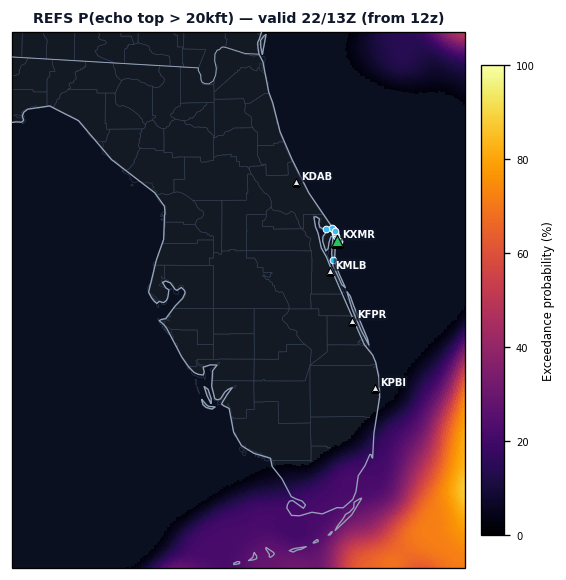 REFS P(echo top > 20kft) — valid 22/13Z (from 12z)
100
80
60
40
20
0
Exceedance probability (%)
KDAB
KXMR
KMLB
KFPR
KPBI